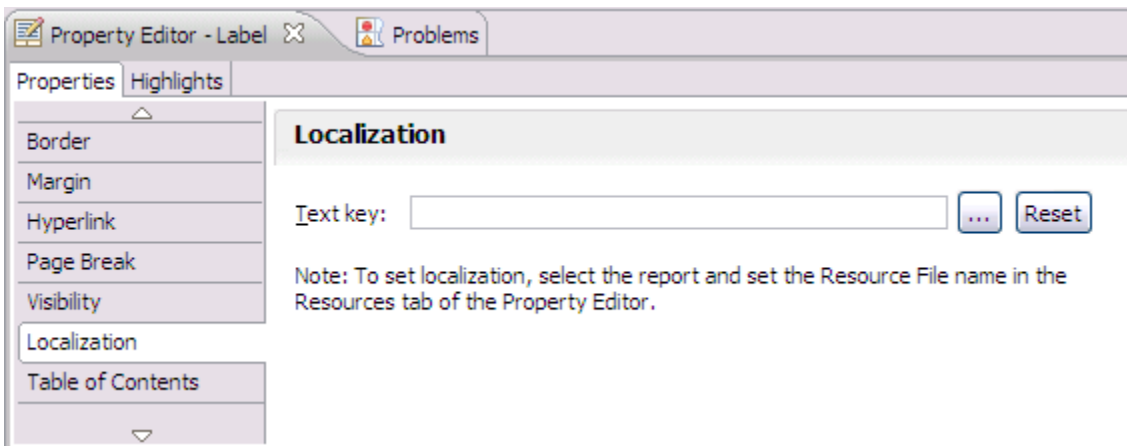 Property Editor - Label
Problems
Properties
Highlights
Border
Margin
Hyperlink
Page Break
Visibility
Localization
Table of Contents
Localization
Text key:
...
Reset
Note: To set localization, select the report and set the Resource File name in the
Resources tab of the Property Editor.